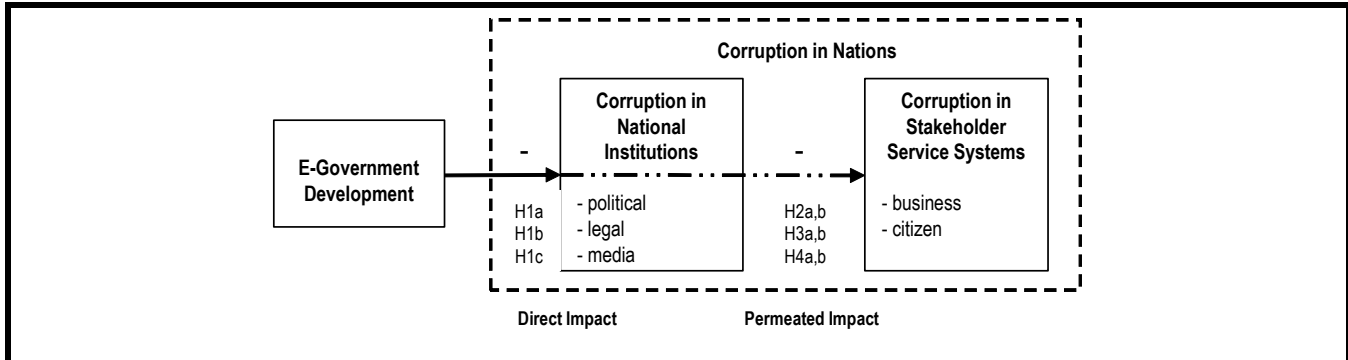 Corruption in Nations
E-Government
Development
-
H1a
H1b
H1c
Corruption in
National
Institutions
- political
- legal
- media
-
H2a,b
H3a,b
H4a,b
Corruption in
Stakeholder
Service Systems
- business
- citizen
Direct Impact
Permeated Impact